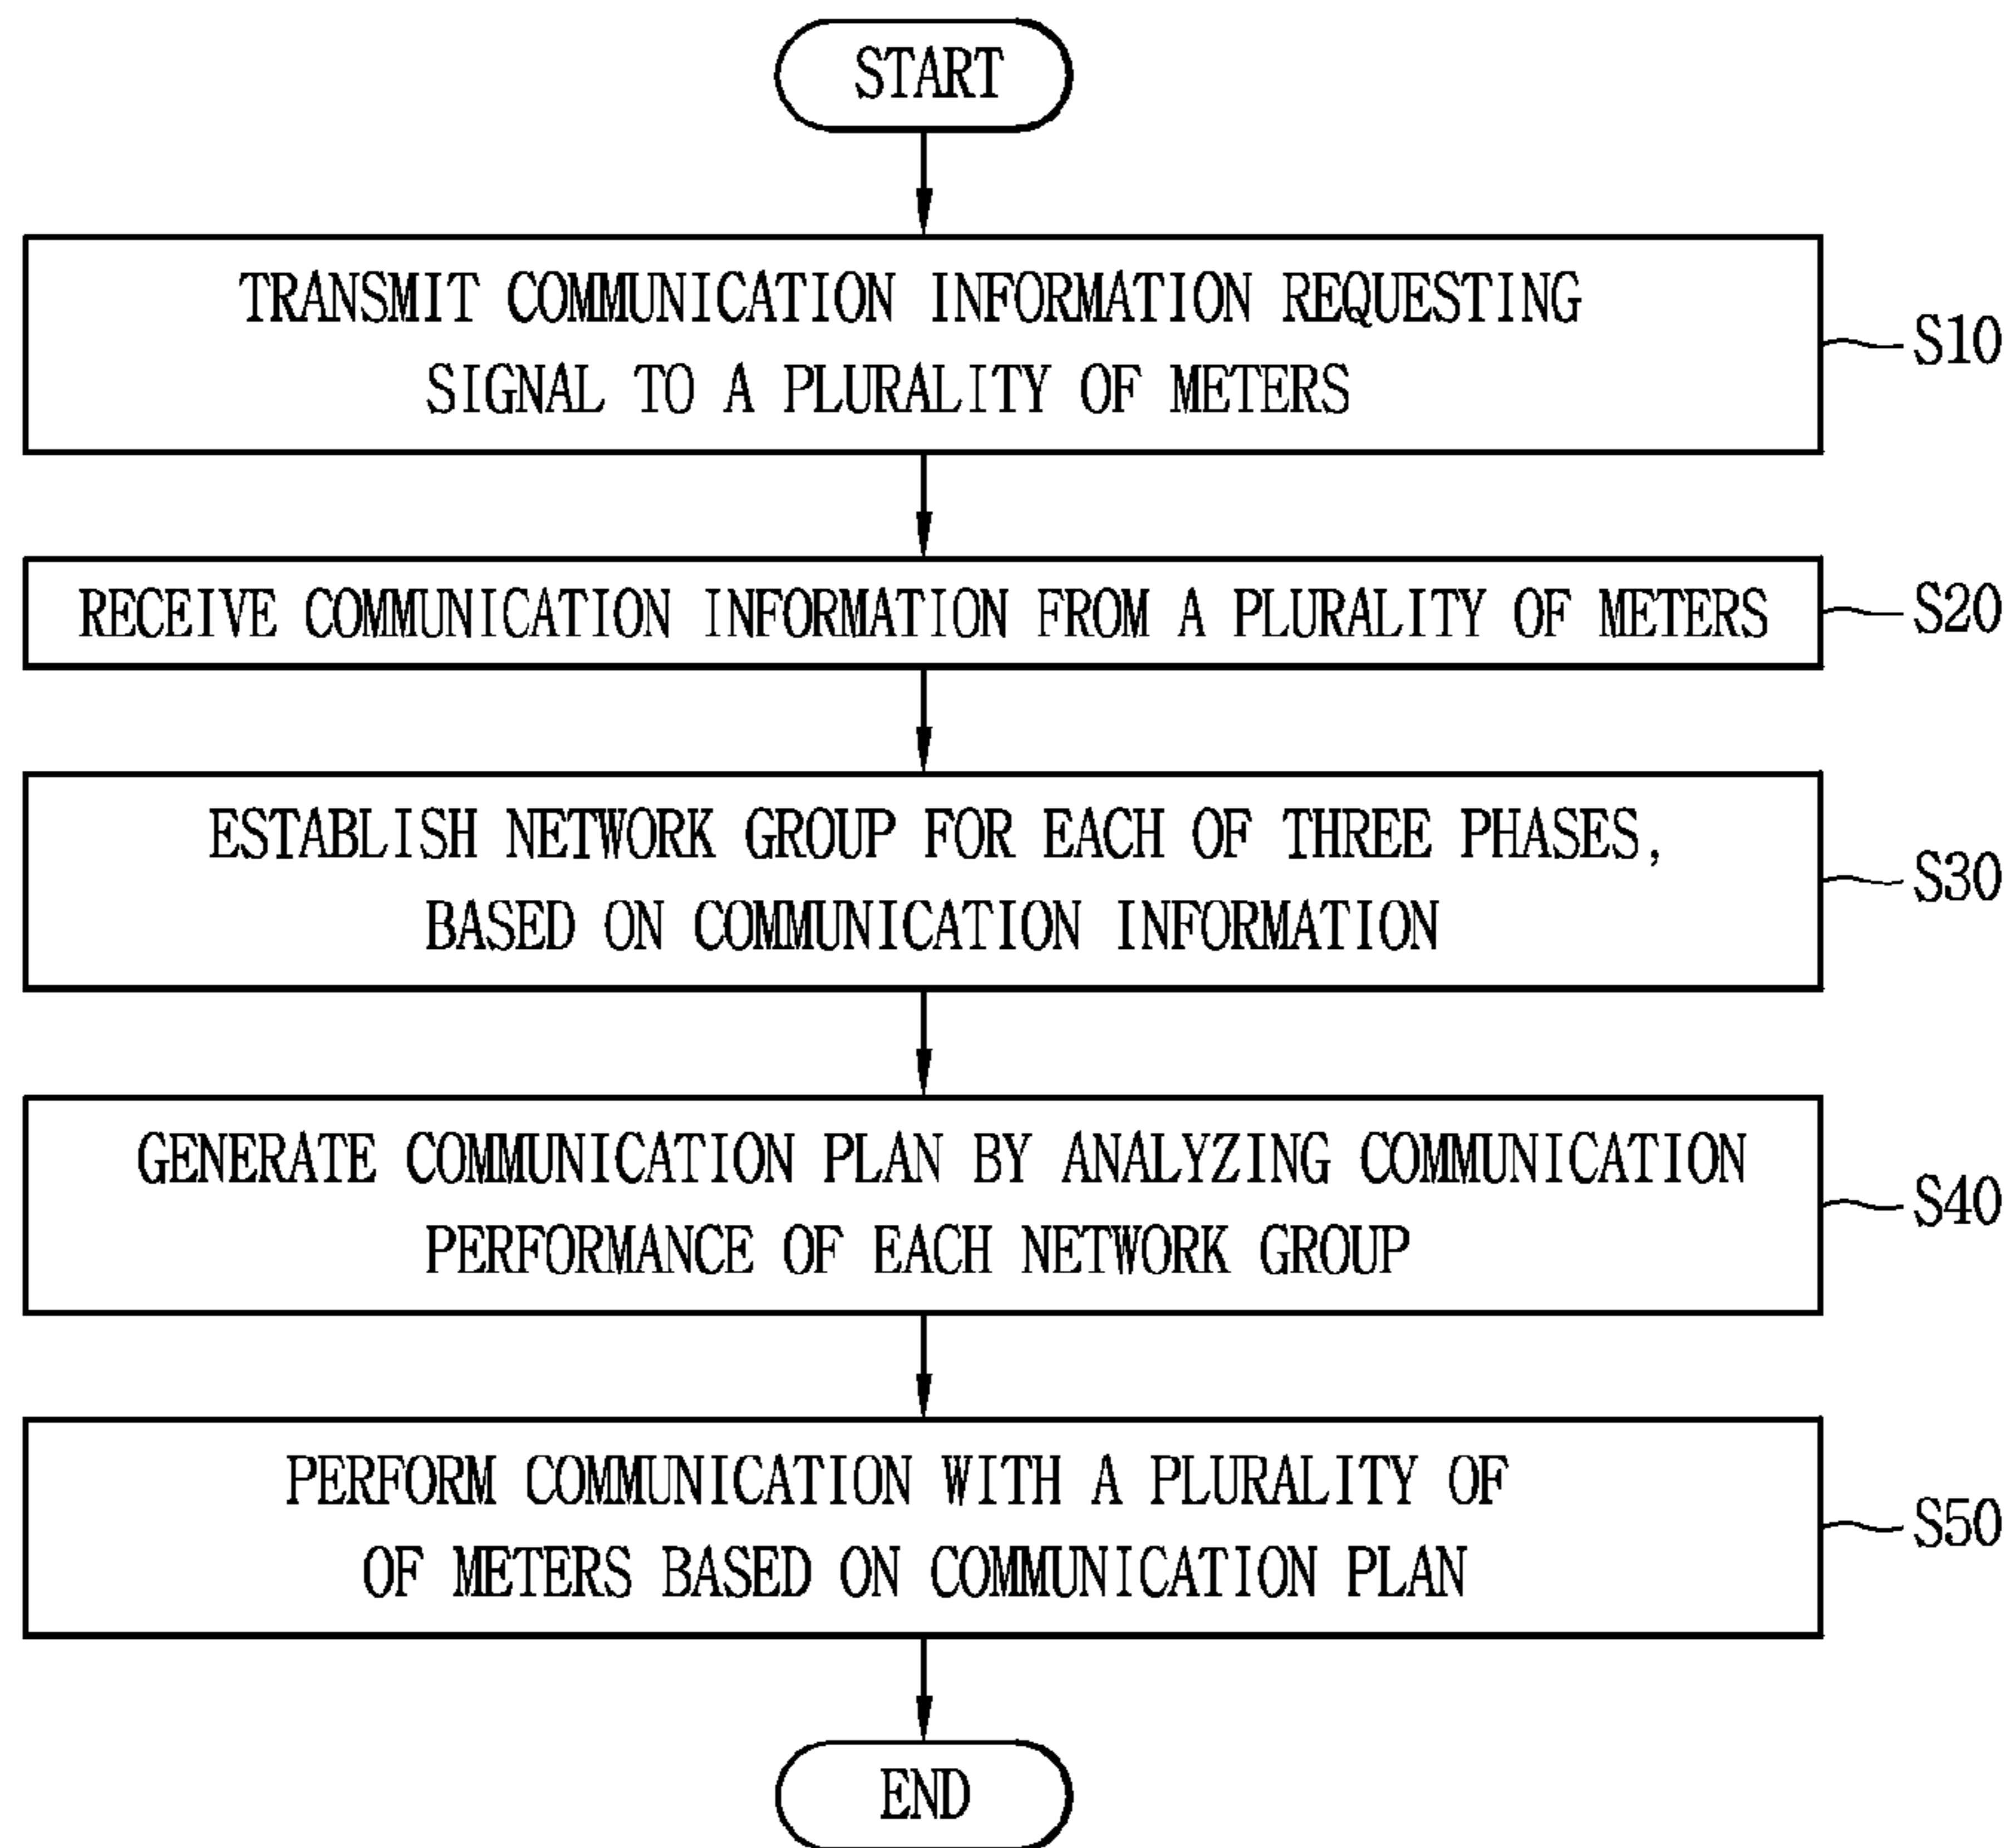 START
TRANSMIT COMMUNICATION INFORMATION REQUESTING
SIGNAL TO A PLURALITY OF METERS
S10
RECEIVE COMMUNICATION INFORMATION FROM A PLURALITY OF METERS
S20
ESTABLISH NETWORK GROUP FOR EACH OF THREE PHASES,
BASED ON COMMUNICATION INFORMATION
S30
GENERATE COMMUNICATION PLAN BY ANALYZING COMMUNICATION
PERFORMANCE OF EACH NETWORK GROUP
S40
PERFORM COMMUNICATION WITH A PLURALITY OF
OF METERS BASED ON COMMUNICATION PLAN
S50
END